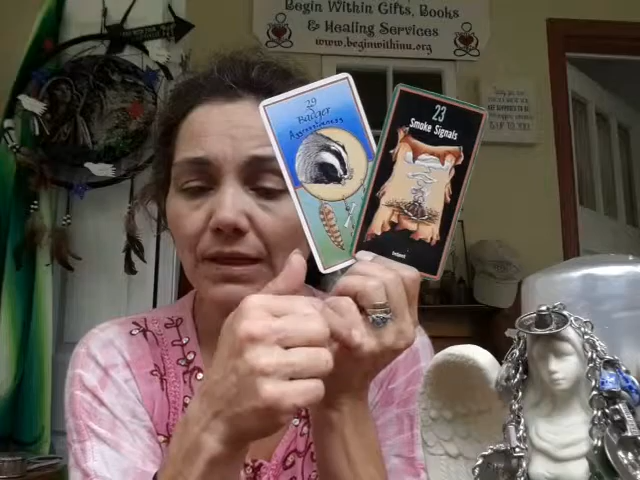 Begin Within Gifts, Books
& Healing Services
www.beginwithinu.org
29
Badger
Aggressiveness
23
Smoke Signals